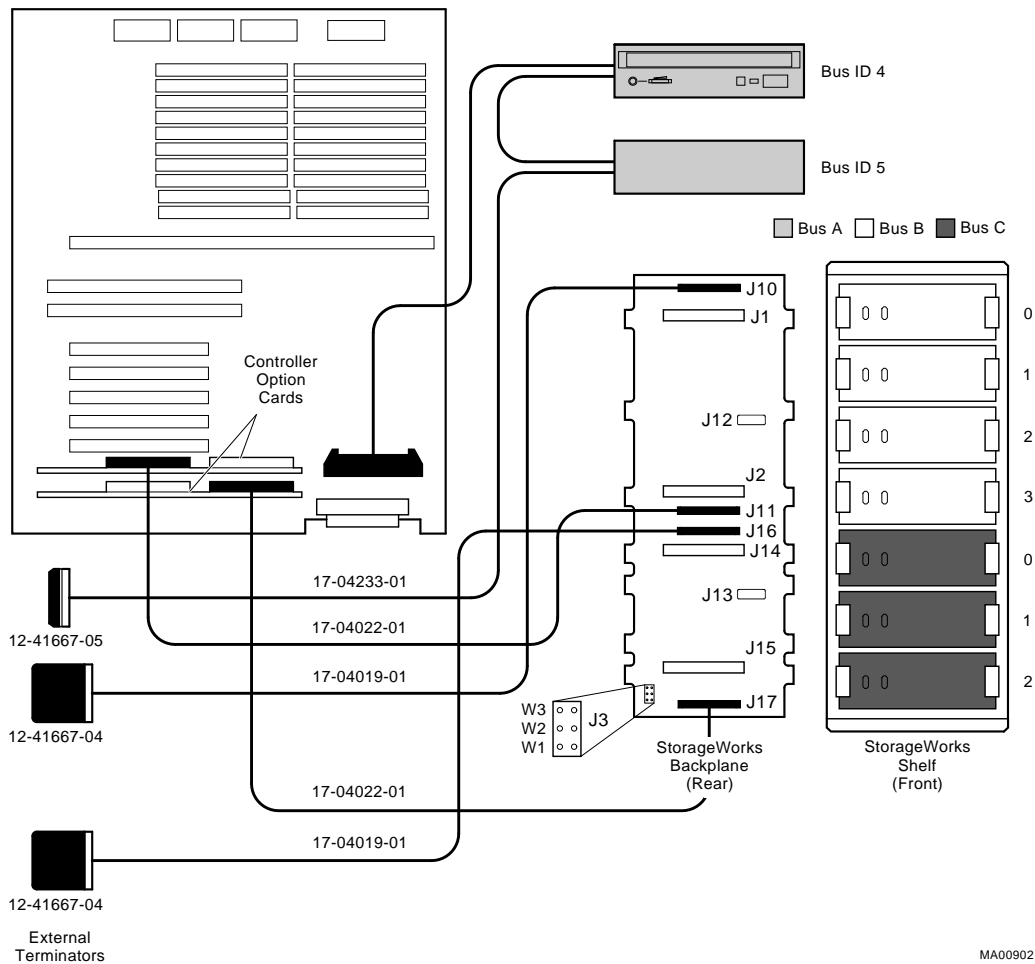 Bus ID 4
Bus ID 5
Bus A Bus B Bus C
J10
J1
J12
J2
J11
J16
J14
J13
J15
J17
J3
W3
W2
W1
0
1
2
3
0
1
2
Controller
Option
Cards
17-04233-01
12-41667-05
17-04022-01
17-04019-01
12-41667-04
17-04022-01
17-04019-01
12-41667-04
External
Terminators
StorageWorks
Backplane
(Rear)
StorageWorks
Shelf
(Front)
MA00902